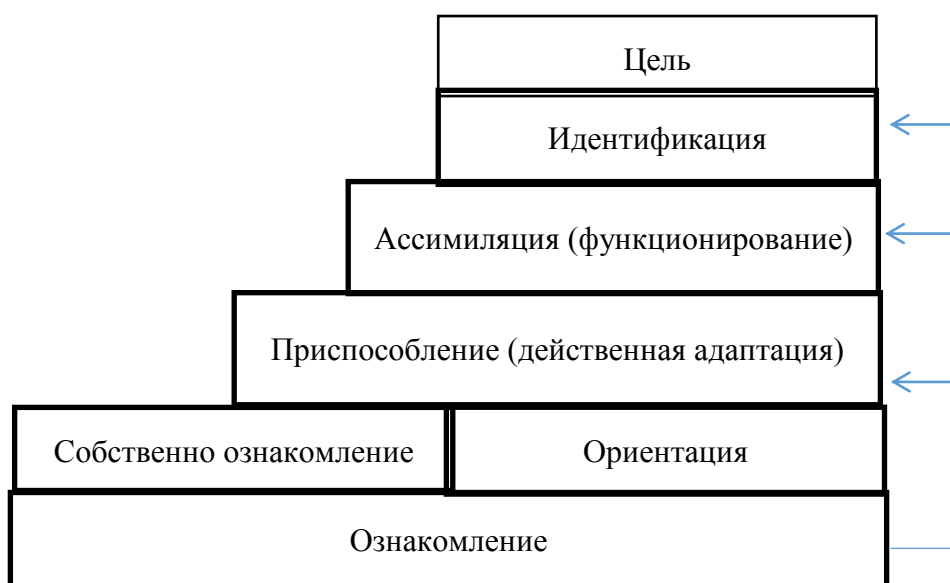 Цель
Идентификация
Ассимиляция (функционирование)
Приспособление (действенная адаптация)
Собственно ознакомление
Ориентация
Ознакомление